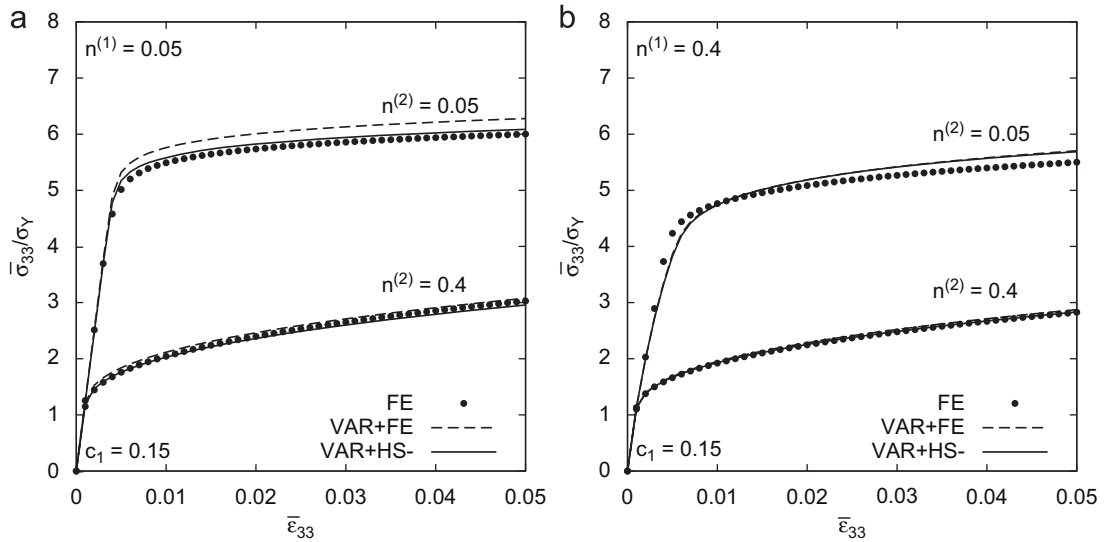 a
8
7
6
5
4
3
2
1
0
n(1) = 0.05
n(2) = 0.05
n(2) = 0.4
FE
VAR+FE
VAR+HS-
c1 = 0.15
0 0.01 0.02 0.03 0.04 0.05
ε̅33
σ̅33/σY
b
8
7
6
5
4
3
2
1
0
n(1) = 0.4
n(2) = 0.05
n(2) = 0.4
FE
VAR+FE
VAR+HS-
c1 = 0.15
0 0.01 0.02 0.03 0.04 0.05
ε̅33
σ̅33/σY